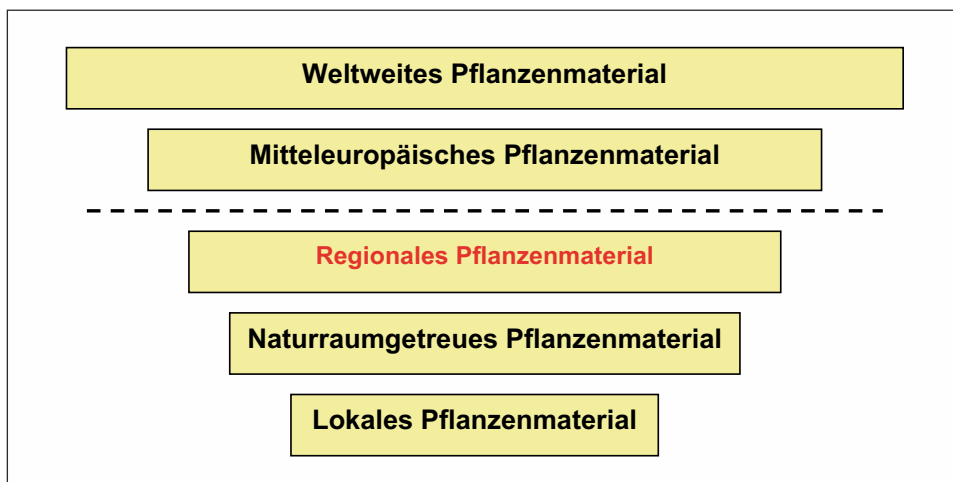 Weltweites Pflanzenmaterial
Mitteleuropäisches Pflanzenmaterial
Regionales Pflanzenmaterial
Naturraumgetreues Pflanzenmaterial
Lokales Pflanzenmaterial